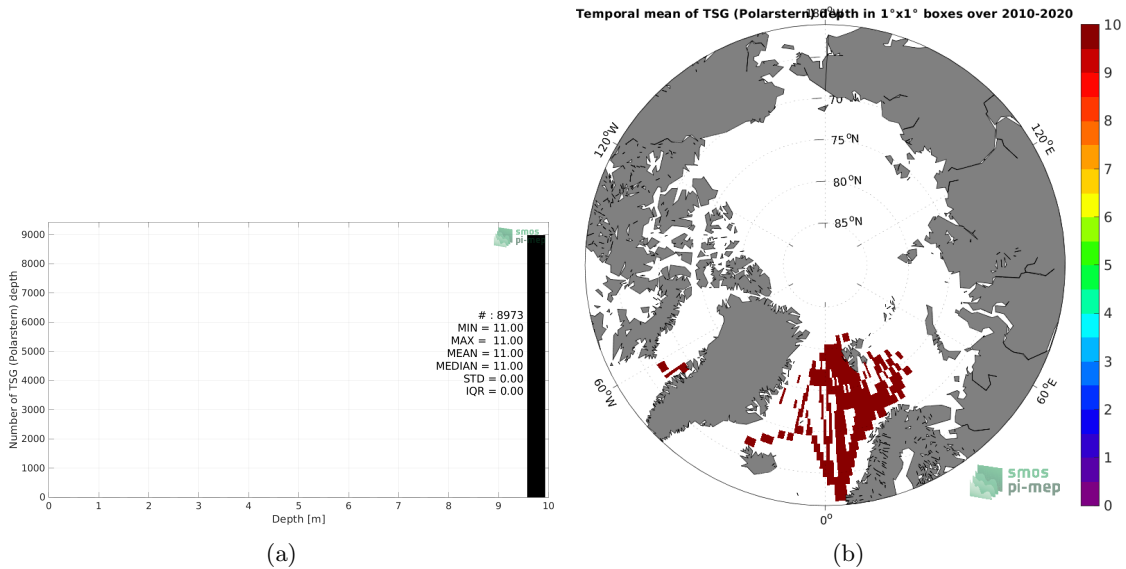 Number of TSG (Polarstern) depth
9000
8000
7000
6000
5000
4000
3000
2000
1000
0
smos
pi-mep
# : 8973
MIN = 11.00
MAX = 11.00
MEAN = 11.00
MEDIAN = 11.00
STD = 0.00
IQR = 0.00
0 1 2 3 4 5 6 7 8 9 10
Depth [m]
(a)
Temporal mean of TSG (Polarstern) depth in 1°x1° boxes over 2010-2020
180°W
120°W
120°E
60°W
60°E
0°
70°N
75°N
80°N
85°N
smos
pi-mep
10
9
8
7
6
5
4
3
2
1
0
(b)